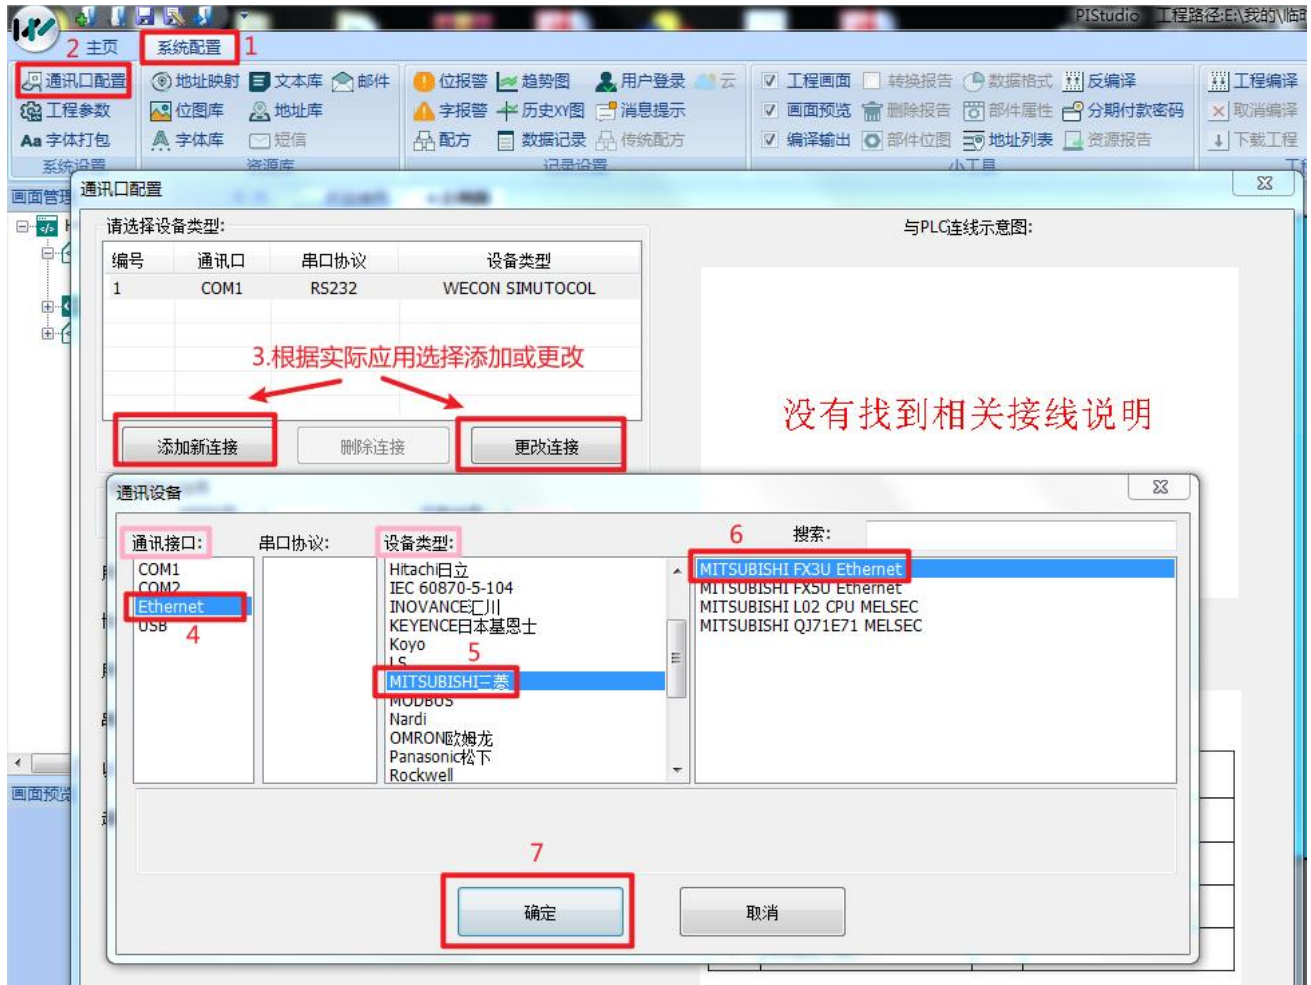 PIStudio 工程路径:E:\我的\临时
2 主页 系统配置 1
通讯口配置 地址映射 文本库 邮件 位报警 趋势图 用户登录 云 工程画面 转换报告 数据格式 反编译 工程编译
工程参数 位图库 地址库 字报警 历史XY图 消息提示 画面预览 删除报告 部件属性 分期付款密码 取消编译
Aa 字体打包 字体库 短信 配方 数据记录 传统配方 编译输出 部件位图 地址列表 资源报告 下载工程
系统设置 资源库 记录设置 小工具
画面管理
通讯口配置
请选择设备类型:
与PLC连线示意图:
编号 通讯口 串口协议 设备类型
1 COM1 RS232 WECON SIMUTOCOL
3.根据实际应用选择添加或更改
没有找到相关接线说明
添加新连接 删除连接 更改连接
通讯设备
通讯接口: 串口协议: 设备类型: 6 搜索:
COM1
COM2
Ethernet
USB
4
Hitachi日立
IEC 60870-5-104
INOVANCE汇川
KEYENCE日本基恩士
Koyo
LS
5
MITSUBISHI三菱
MODBUS
Nardi
OMRON欧姆龙
Panasonic松下
Rockwell
MITSUBISHI FX3U Ethernet
MITSUBISHI FX5U Ethernet
MITSUBISHI L02 CPU MELSEC
MITSUBISHI QJ71E71 MELSEC
画面预览
7
确定 取消